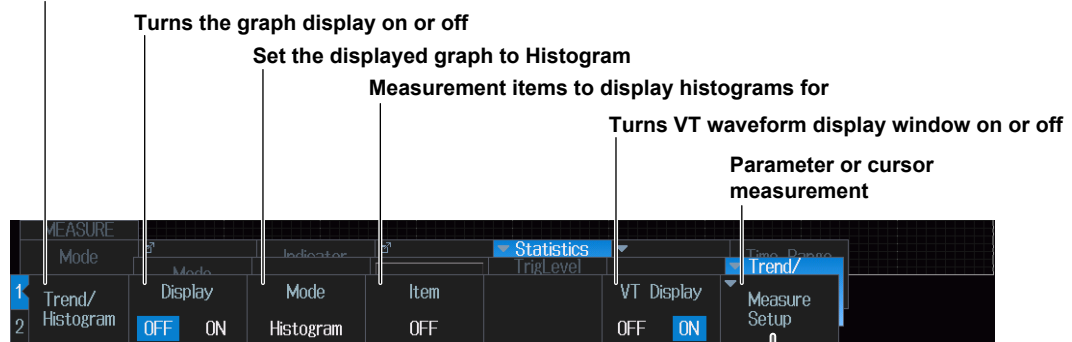 Turns the graph display on or off
Set the displayed graph to Histogram
Measurement items to display histograms for
Turns VT waveform display window on or off
Parameter or cursor
measurement
MEASURE
Mode
Mode
Indicator
Statistics
TrigLevel
Time Range
Trend/
1
Trend/
Histogram
2
Display
OFF ON
Mode
Histogram
Item
OFF
VT Display
OFF ON
Measure
Setup